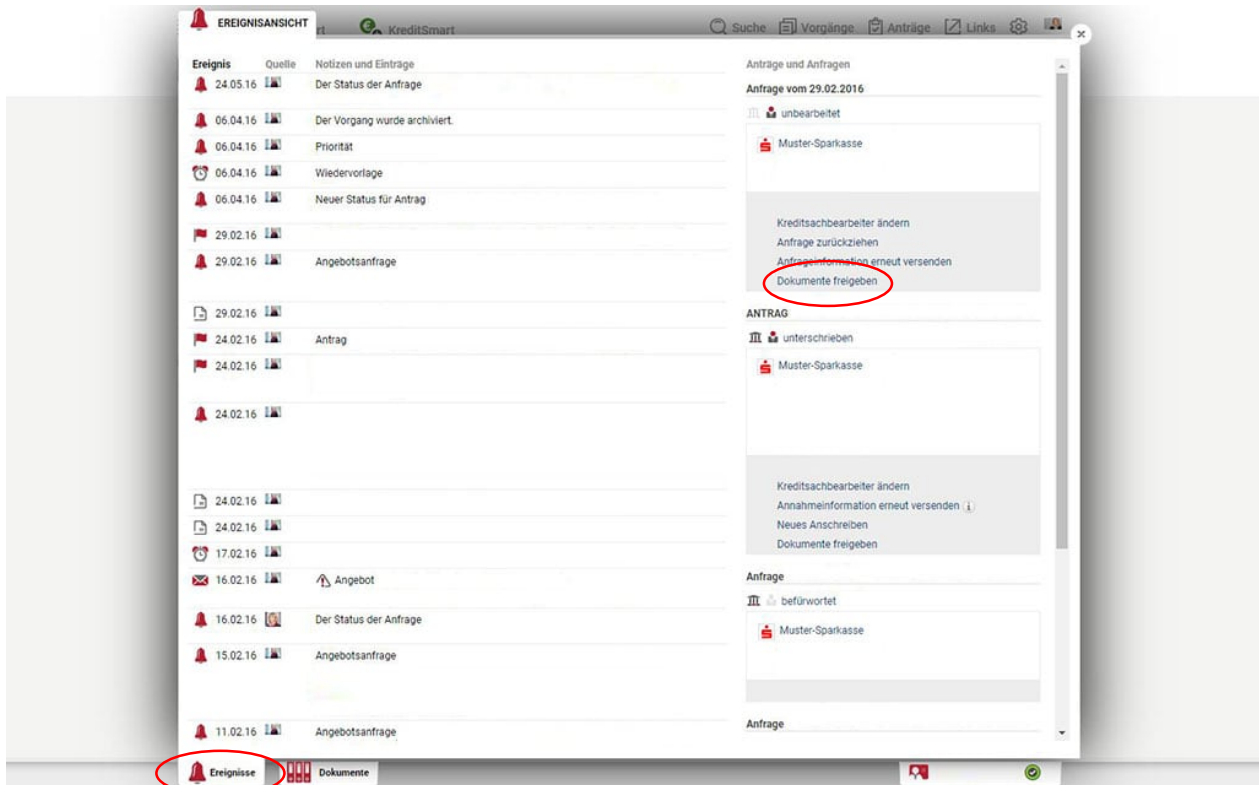 EREIGNISANSICHT
rt KreditSmart Suche Vorgänge Anträge Links
Ereignis Quelle Notizen und Einträge
24.05.16 Der Status der Anfrage
06.04.16 Der Vorgang wurde archiviert.
06.04.16 Priorität
06.04.16 Wiedervorlage
06.04.16 Neuer Status für Antrag
29.02.16
29.02.16 Angebotsanfrage
29.02.16
24.02.16 Antrag
24.02.16
24.02.16
24.02.16
24.02.16
17.02.16
16.02.16 Angebot
16.02.16 Der Status der Anfrage
15.02.16 Angebotsanfrage
11.02.16 Angebotsanfrage
Anträge und Anfragen
Anfrage vom 29.02.2016
unbearbeitet
Muster-Sparkasse
Kreditsachbearbeiter ändern
Anfrage zurückziehen
Anfrageinformation erneut versenden
Dokumente freigeben
ANTRAG
unterschrieben
Muster-Sparkasse
Kreditsachbearbeiter ändern
Annahmeinformation erneut versenden
Neues Anschreiben
Dokumente freigeben
Anfrage
befürwortet
Muster-Sparkasse
Anfrage
Ereignisse Dokumente